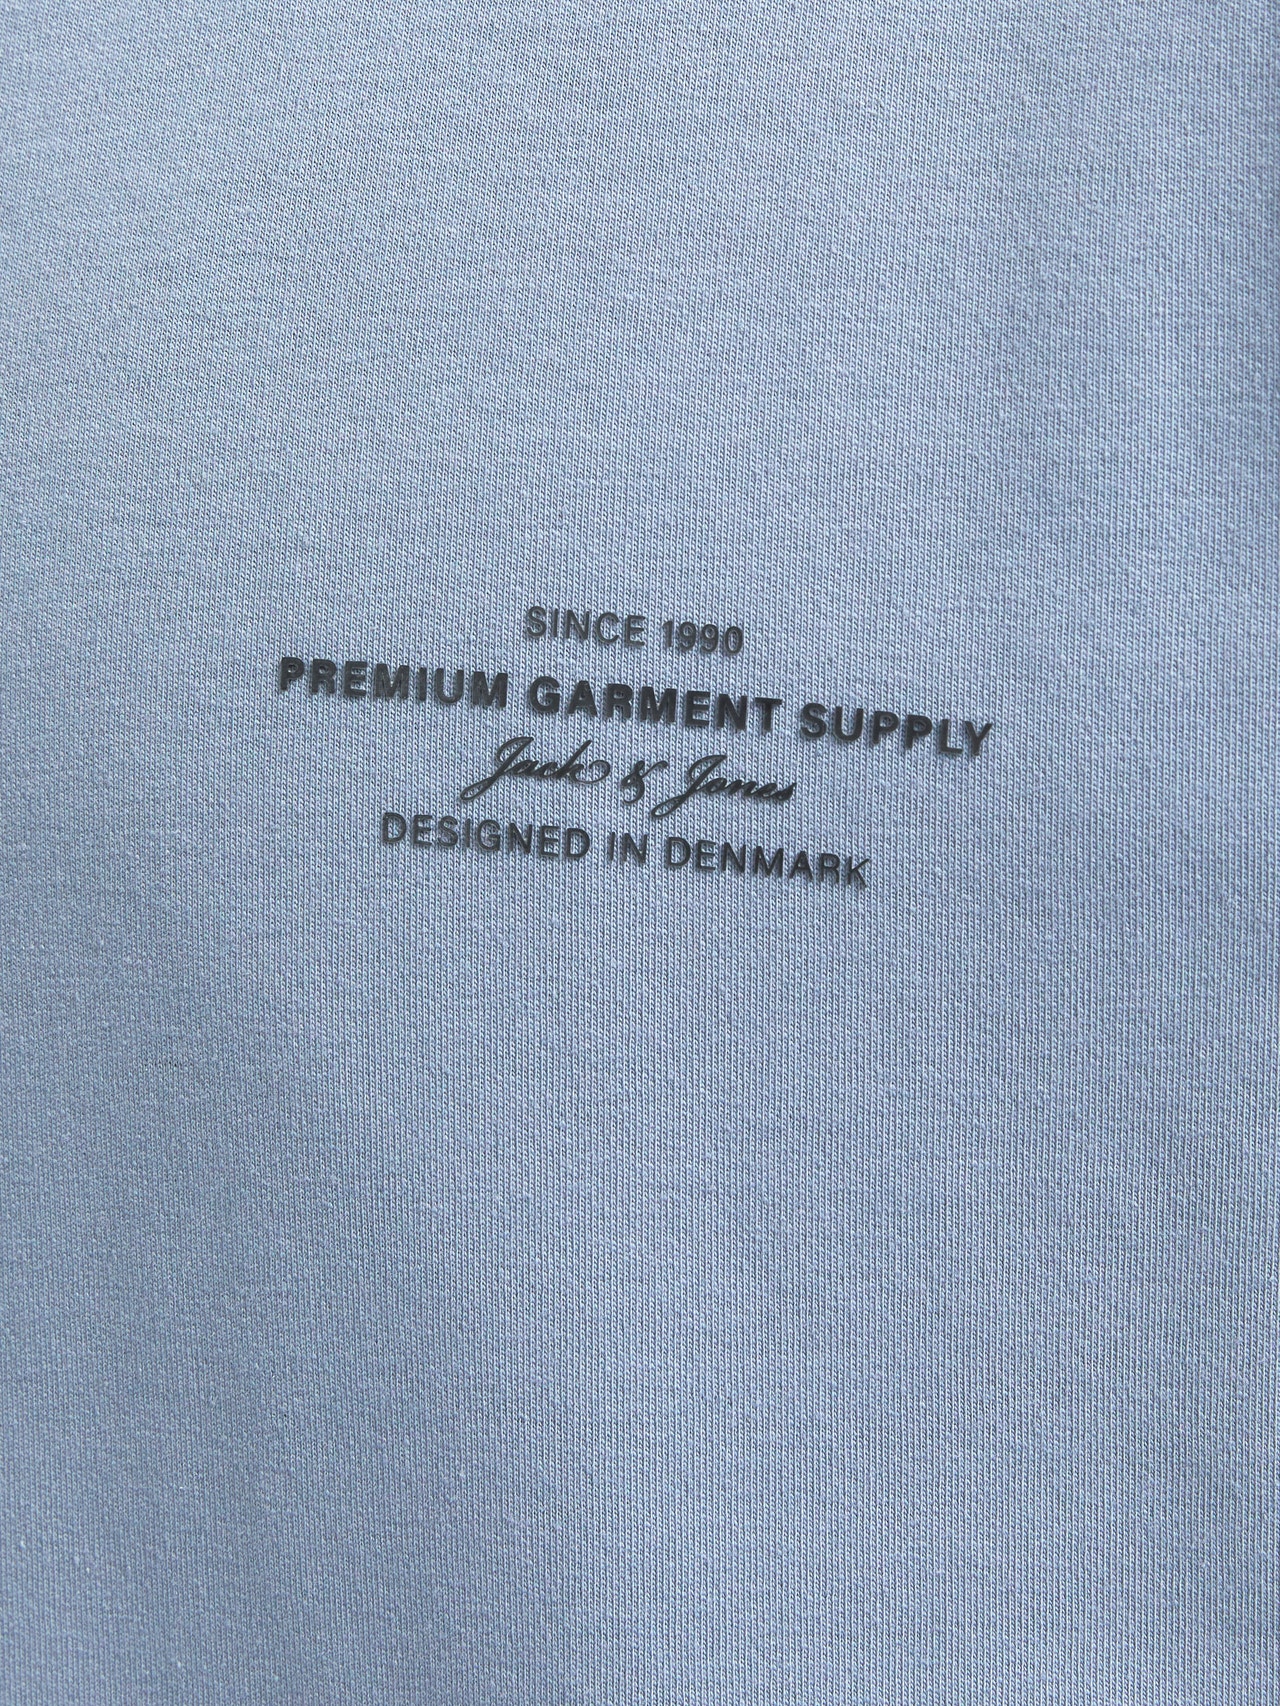 SINCE 1990
PREMIUM GARMENT SUPPLY
Jack & Jones
DESIGNED IN DENMARK